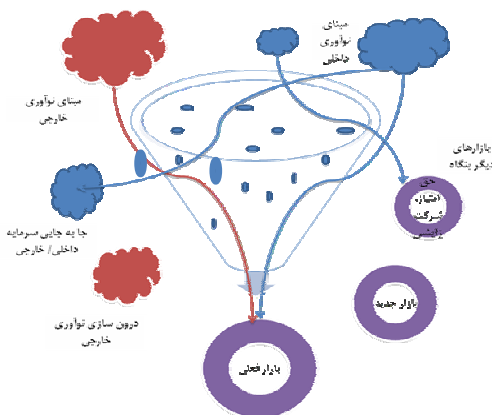 مبنای
نوآوری
داخلی
مبنای نوآوری
خارجی
بازارهای
دیگر بنگاه
حق
امتیاز،
شرکت
زایشی
جا به جایی سرمایه
داخلی/ خارجی
بازار جدید
درون سازی نوآوری
خارجی
بازار فعلی